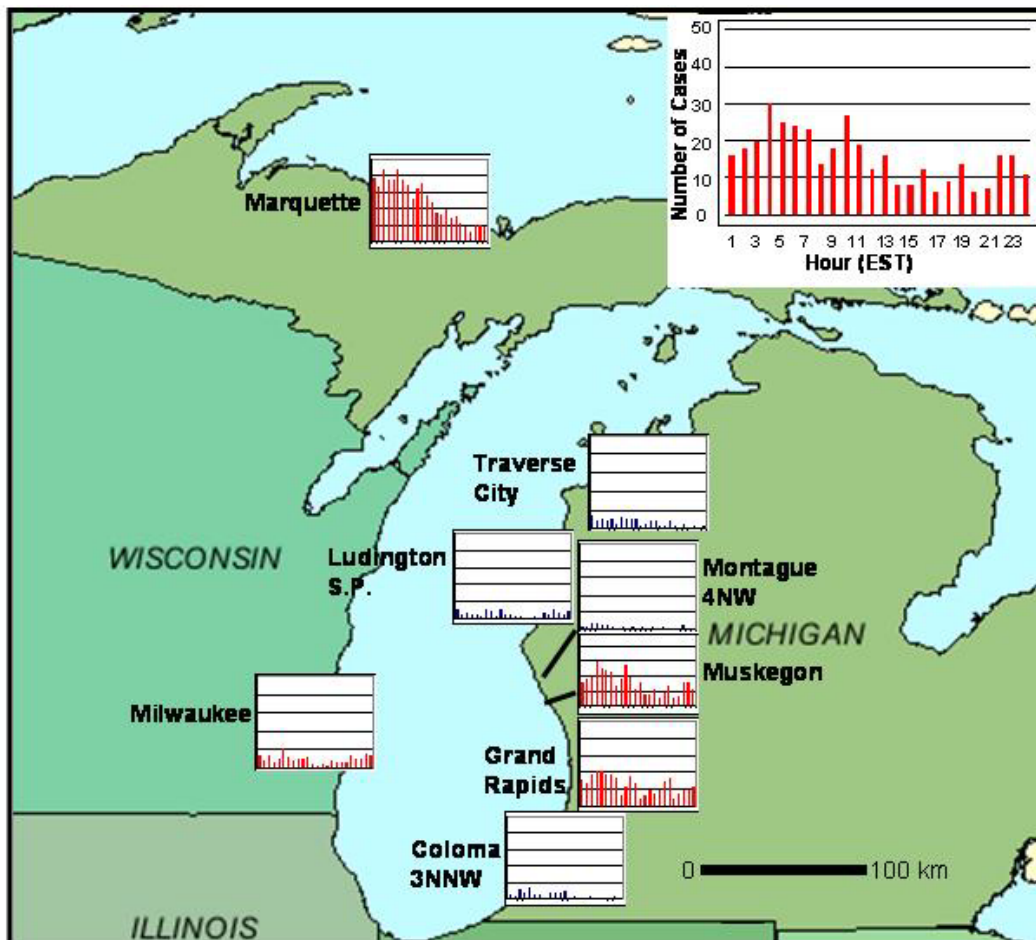 50
40
30
20
10
0
Number of Cases
1 3 5 7 9 11 13 15 17 19 21 23
Hour (EST)
Marquette
Traverse
City
WISCONSIN
Ludington
S.P.
Montague
4NW
MICHIGAN
Muskegon
Milwaukee
Grand
Rapids
Coloma
3NNW
0 100 km
ILLINOIS